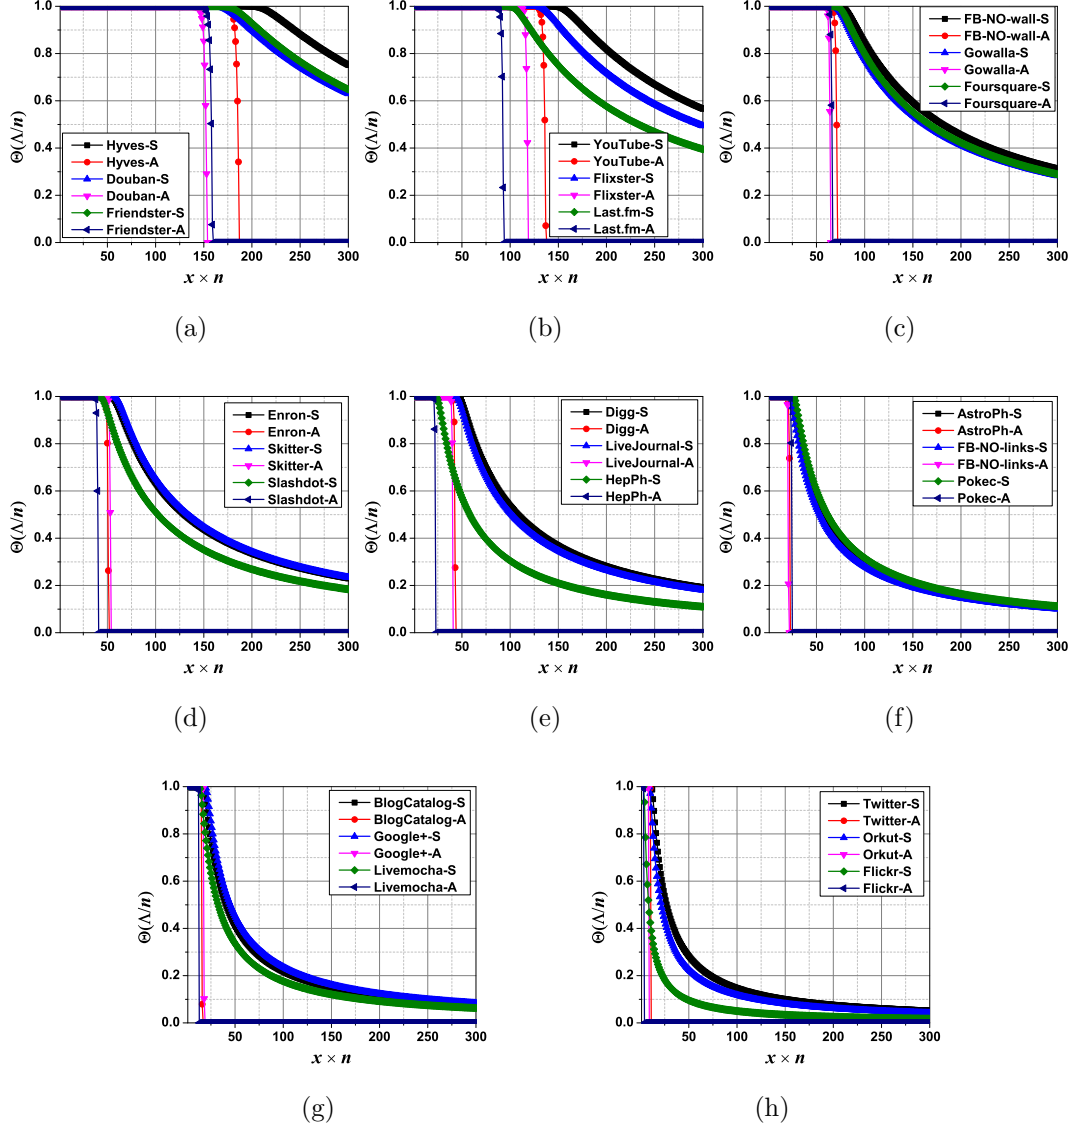 1.0
0.8
0.6
0.4
0.2
0.0
Θ(Λ/n)
Hyves-S
Hyves-A
Douban-S
Douban-A
Friendster-S
Friendster-A
50 100 150 200 250 300
x × n
(a)
1.0
0.8
0.6
0.4
0.2
0.0
Θ(Λ/n)
YouTube-S
YouTube-A
Flixster-S
Flixster-A
Last.fm-S
Last.fm-A
50 100 150 200 250 300
x × n
(b)
1.0
0.8
0.6
0.4
0.2
0.0
Θ(Λ/n)
FB-NO-wall-S
FB-NO-wall-A
Gowalla-S
Gowalla-A
Foursquare-S
Foursquare-A
50 100 150 200 250 300
x × n
(c)
1.0
0.8
0.6
0.4
0.2
0.0
Θ(Λ/n)
Enron-S
Enron-A
Skitter-S
Skitter-A
Slashdot-S
Slashdot-A
50 100 150 200 250 300
x × n
(d)
1.0
0.8
0.6
0.4
0.2
0.0
Θ(Λ/n)
Digg-S
Digg-A
LiveJournal-S
LiveJournal-A
HepPh-S
HepPh-A
50 100 150 200 250 300
x × n
(e)
1.0
0.8
0.6
0.4
0.2
0.0
Θ(Λ/n)
AstroPh-S
AstroPh-A
FB-NO-links-S
FB-NO-links-A
Pokec-S
Pokec-A
50 100 150 200 250 300
x × n
(f)
1.0
0.8
0.6
0.4
0.2
0.0
Θ(Λ/n)
BlogCatalog-S
BlogCatalog-A
Google+-S
Google+-A
Livemocha-S
Livemocha-A
50 100 150 200 250 300
x × n
(g)
1.0
0.8
0.6
0.4
0.2
0.0
Θ(Λ/n)
Twitter-S
Twitter-A
Orkut-S
Orkut-A
Flickr-S
Flickr-A
50 100 150 200 250 300
x × n
(h)